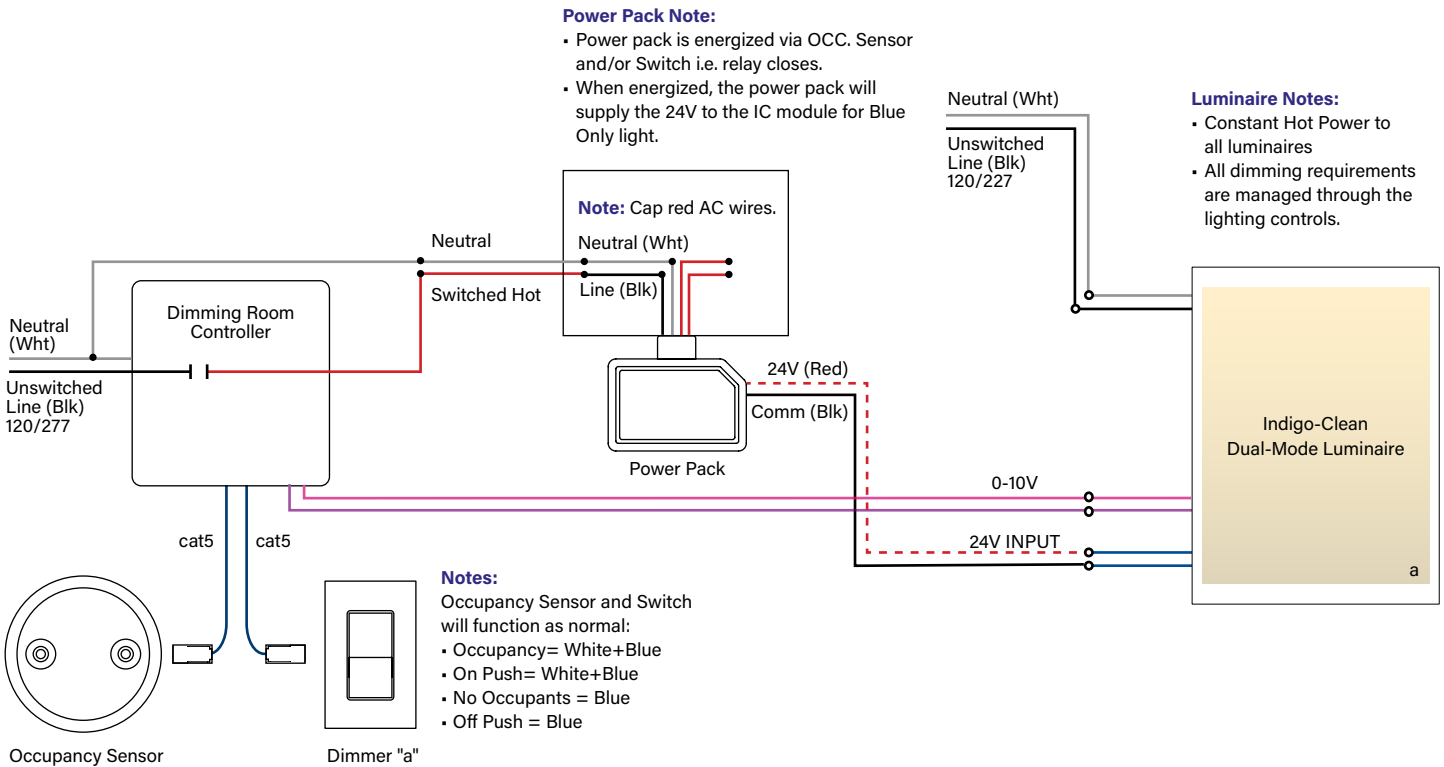 Power Pack Note:
• Power pack is energized via OCC. Sensor
and/or Switch i.e. relay closes.
• When energized, the power pack will
supply the 24V to the IC module for Blue
Only light.
Neutral (Wht)
Unswitched
Line (Blk)
120/227
Luminaire Notes:
• Constant Hot Power to
all luminaires
• All dimming requirements
are managed through the
lighting controls.
Note: Cap red AC wires.
Neutral
Neutral (Wht)
Switched Hot
Line (Blk)
Dimming Room
Controller
Neutral
(Wht)
Unswitched
Line (Blk)
120/277
24V (Red)
Comm (Blk)
Power Pack
Indigo-Clean
Dual-Mode Luminaire
0-10V
24V INPUT
a
cat5
cat5
Notes:
Occupancy Sensor and Switch
will function as normal:
• Occupancy= White+Blue
• On Push= White+Blue
• No Occupants = Blue
• Off Push = Blue
Occupancy Sensor
Dimmer "a"